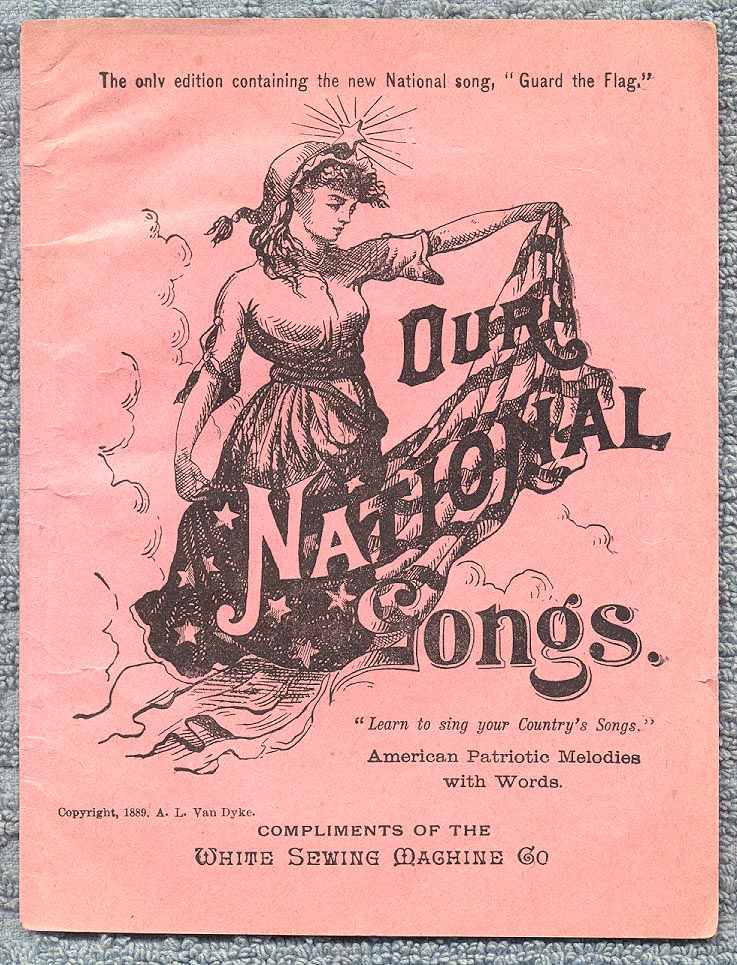 The only edition containing the new National song, "Guard the Flag."
OUR
NATIONAL
Songs.
"Learn to sing your Country's Songs."
American Patriotic Melodies
with Words.
Copyright, 1889, A. L. Van Dyke.
COMPLIMENTS OF THE
WHITE SEWING MACHINE CO